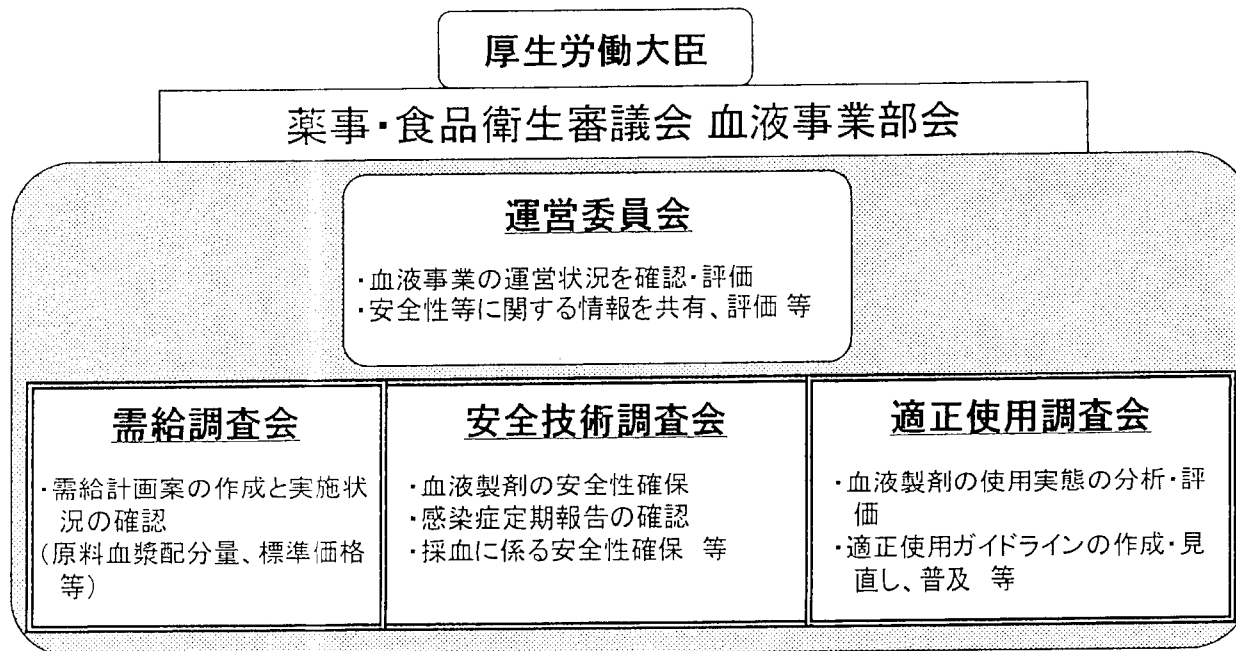 厚生労働大臣
薬事・食品衛生審議会 血液事業部会
運営委員会
・血液事業の運営状況を確認・評価
・安全性等に関する情報を共有、評価 等
需給調査会
・需給計画案の作成と実施状
況の確認
(原料血漿配分量、標準価格
等)
安全技術調査会
・血液製剤の安全性確保
・感染症定期報告の確認
・採血に係る安全性確保 等
適正使用調査会
・血液製剤の使用実態の分析・評
価
・適正使用ガイドラインの作成・見
直し、普及 等